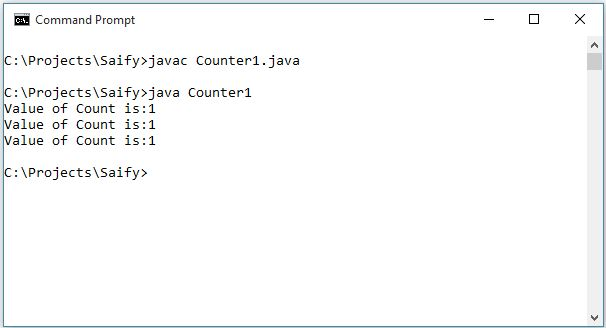 Command Prompt
C:\Projects\Saify>javac Counter1.java
C:\Projects\Saify>java Counter1
Value of Count is:1
Value of Count is:1
Value of Count is:1
C:\Projects\Saify>